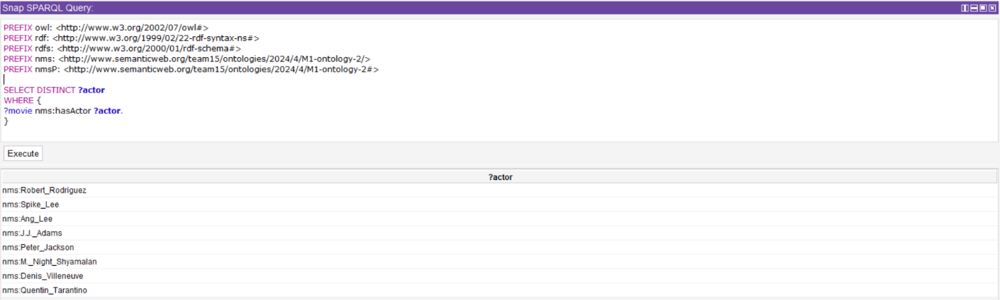 Snap SPARQL Query:
PREFIX owl: <http://www.w3.org/2002/07/owl#>
PREFIX rdf: <http://www.w3.org/1999/02/22-rdf-syntax-ns#>
PREFIX rdfs: <http://www.w3.org/2000/01/rdf-schema#>
PREFIX nms: <http://www.semanticweb.org/team15/ontologies/2024/4/M1-ontology-2/>
PREFIX nmsP: <http://www.semanticweb.org/team15/ontologies/2024/4/M1-ontology-2#>
SELECT DISTINCT ?actor
WHERE {
?movie nms:hasActor ?actor.
}
Execute
?actor
nms:Robert_Rodriguez
nms:Spike_Lee
nms:Ang_Lee
nms:J.J._Adams
nms:Peter_Jackson
nms:M._Night_Shyamalan
nms:Denis_Villeneuve
nms:Quentin_Tarantino